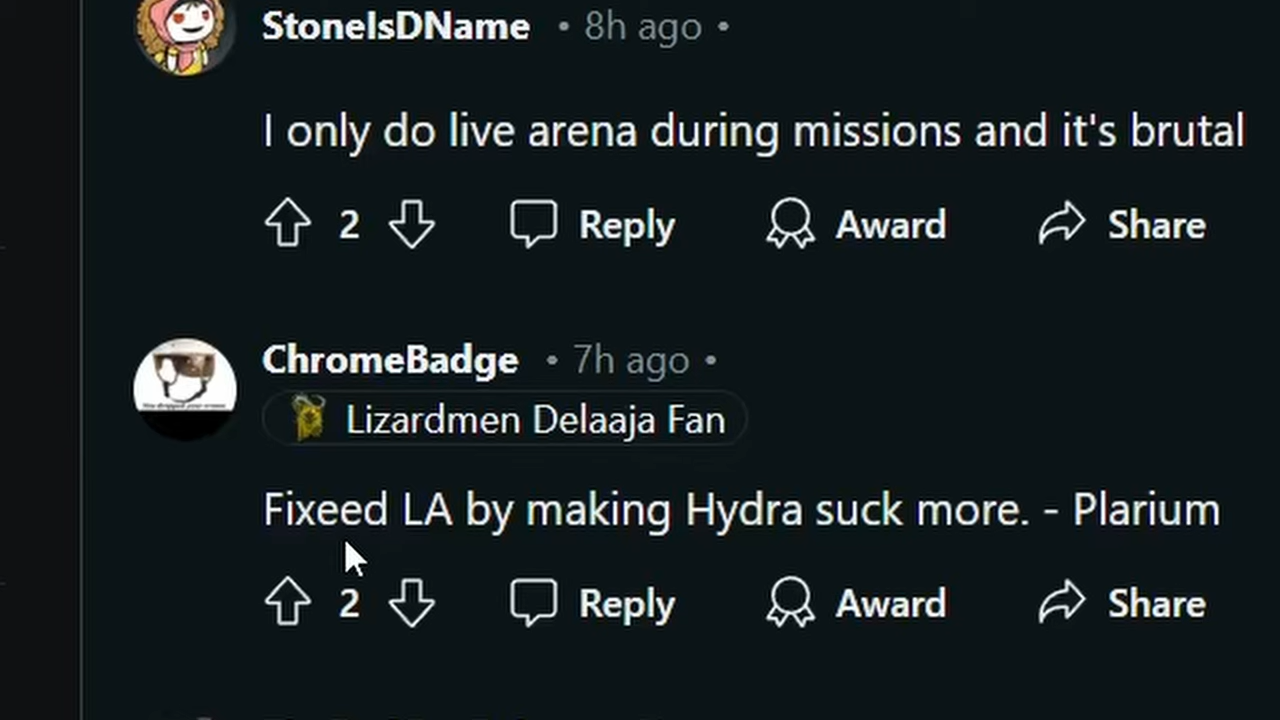 StoneIsDName • 8h ago •
I only do live arena during missions and it's brutal
2 Reply Award Share
ChromeBadge • 7h ago •
Lizardmen Delaaja Fan
Fixeed LA by making Hydra suck more. - Plarium
2 Reply Award Share